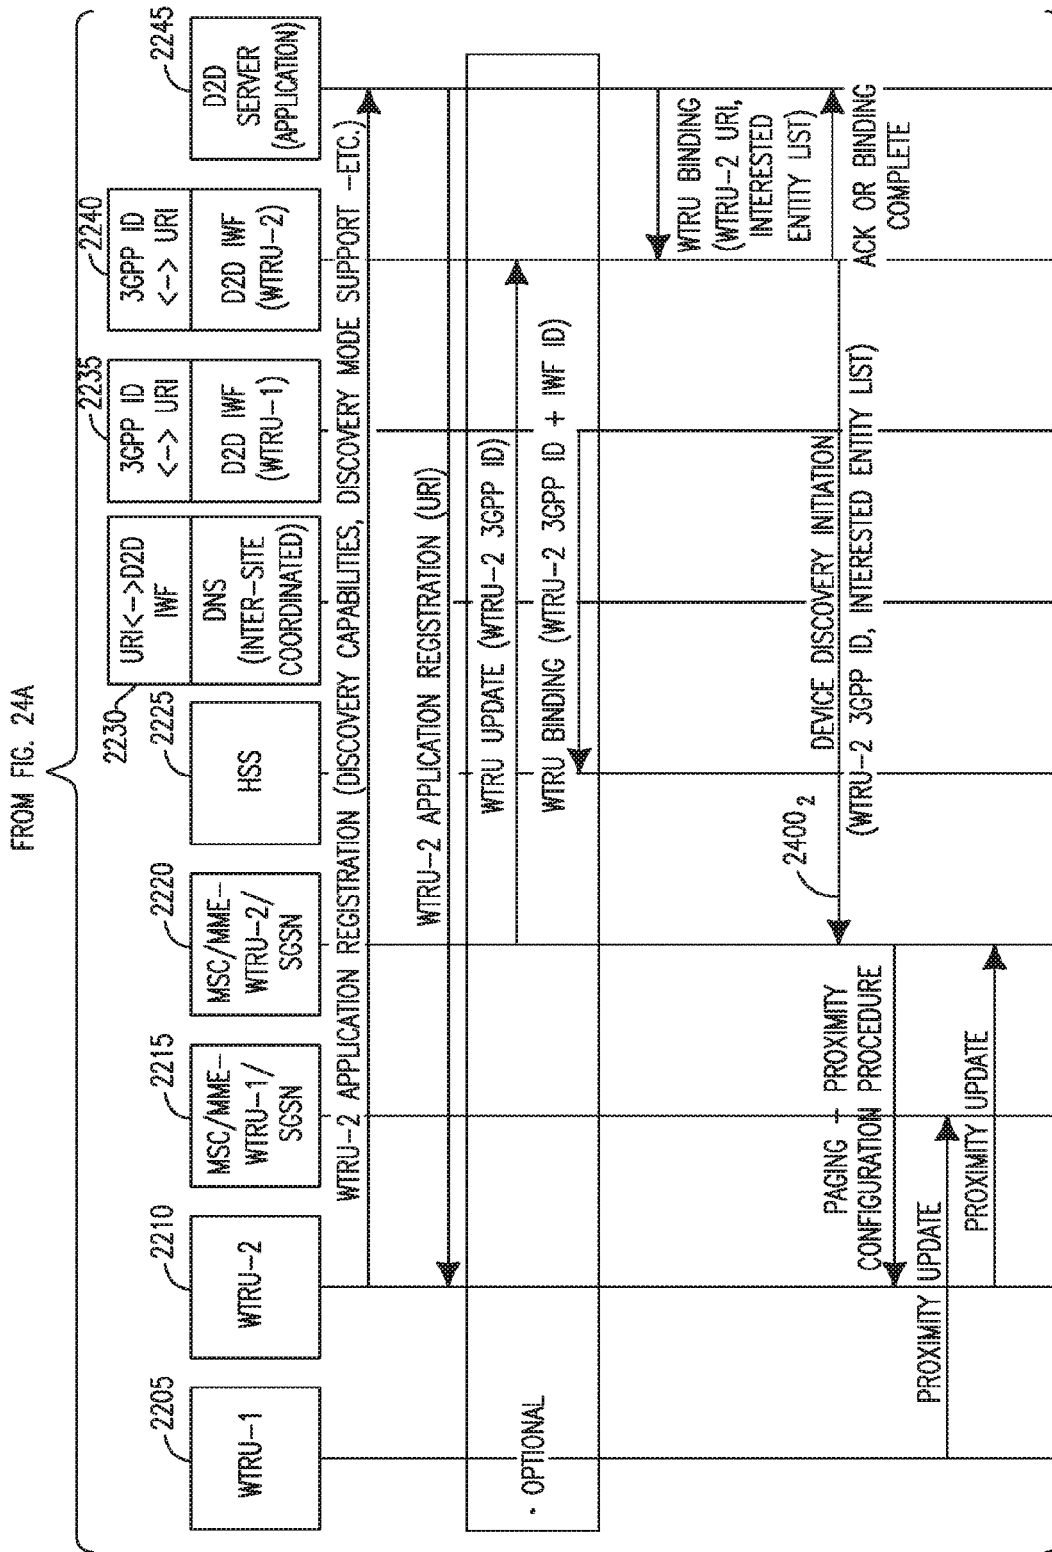 FROM FIG. 24A
2205
WTRU-1
2210
WTRU-2
2215
MSC/MME-
WTRU-1/
SGSN
2220
MSC/MME-
WTRU-2/
SGSN
2225
HSS
2230
URI<->D2D
IWF
DNS
(INTER-SITE
COORDINATED)
2235
3GPP ID
<-> URI
D2D IWF
(WTRU-1)
2240
3GPP ID
<-> URI
D2D IWF
(WTRU-2)
2245
D2D
SERVER
(APPLICATION)
WTRU-2 APPLICATION REGISTRATION (DISCOVERY CAPABILITIES, DISCOVERY MODE SUPPORT -ETC.)
WTRU-2 APPLICATION REGISTRATION (URI)
• OPTIONAL
WTRU UPDATE (WTRU-2 3GPP ID)
WTRU BINDING (WTRU-2 3GPP ID + IWF ID)
WTRU BINDING
(WTRU-2 URI,
INTERESTED
ENTITY LIST)
ACK OR BINDING
COMPLETE
DEVICE DISCOVERY INITIATION
(WTRU-2 3GPP ID, INTERESTED ENTITY LIST)
2400₂
PAGING - PROXIMITY
CONFIGURATION PROCEDURE
PROXIMITY UPDATE
PROXIMITY UPDATE